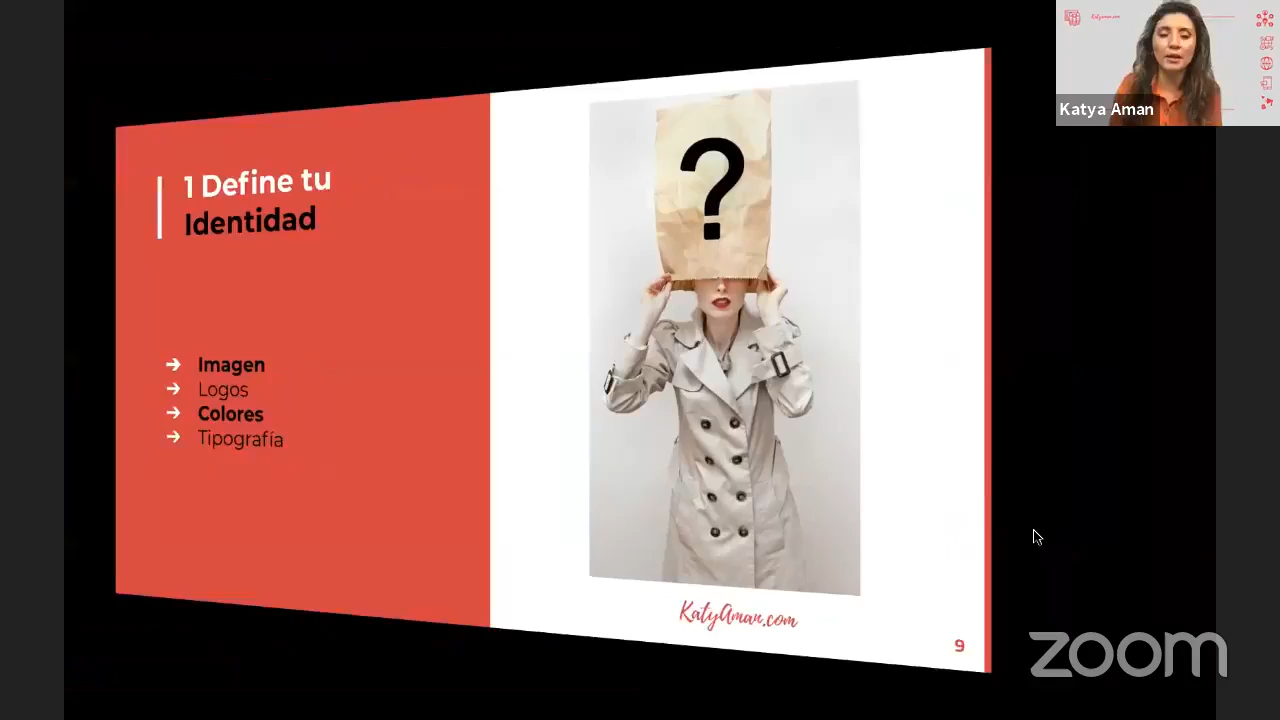 1 Define tu
Identidad
→ Imagen
→ Logos
→ Colores
→ Tipografía
?
KatyAman.com
9
Katya Aman
zoom